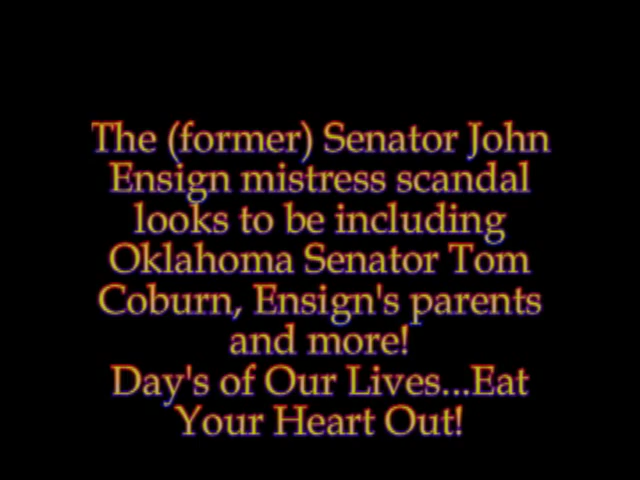 The (former) Senator John
Ensign mistress scandal
looks to be including
Oklahoma Senator Tom
Coburn, Ensign's parents
and more!
Day's of Our Lives...Eat
Your Heart Out!